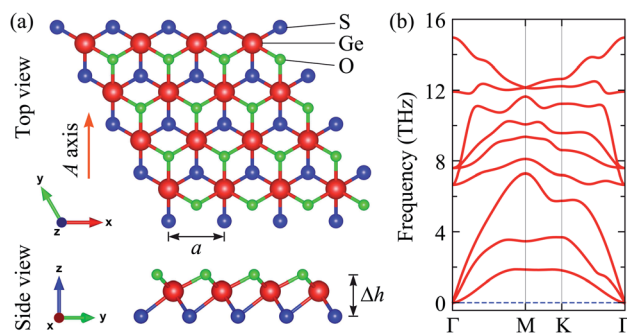 (a)
S
Ge
O
Top view
A axis
y
z
x
a
Side view
z
x
y
Δh
(b)
Frequency (THz)
16
12
8
4
0
Γ M K Γ